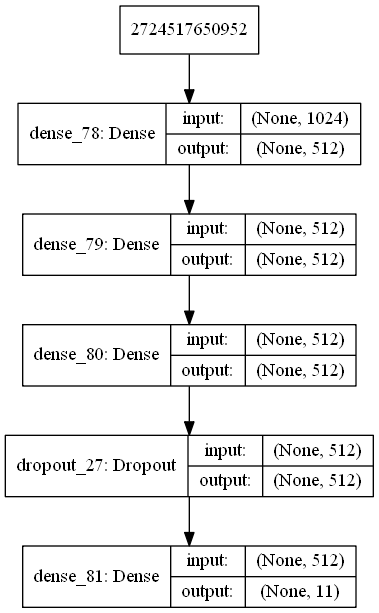 2724517650952
dense_78: Dense
input:
(None, 1024)
output:
(None, 512)
dense_79: Dense
input:
(None, 512)
output:
(None, 512)
dense_80: Dense
input:
(None, 512)
output:
(None, 512)
dropout_27: Dropout
input:
(None, 512)
output:
(None, 512)
dense_81: Dense
input:
(None, 512)
output:
(None, 11)